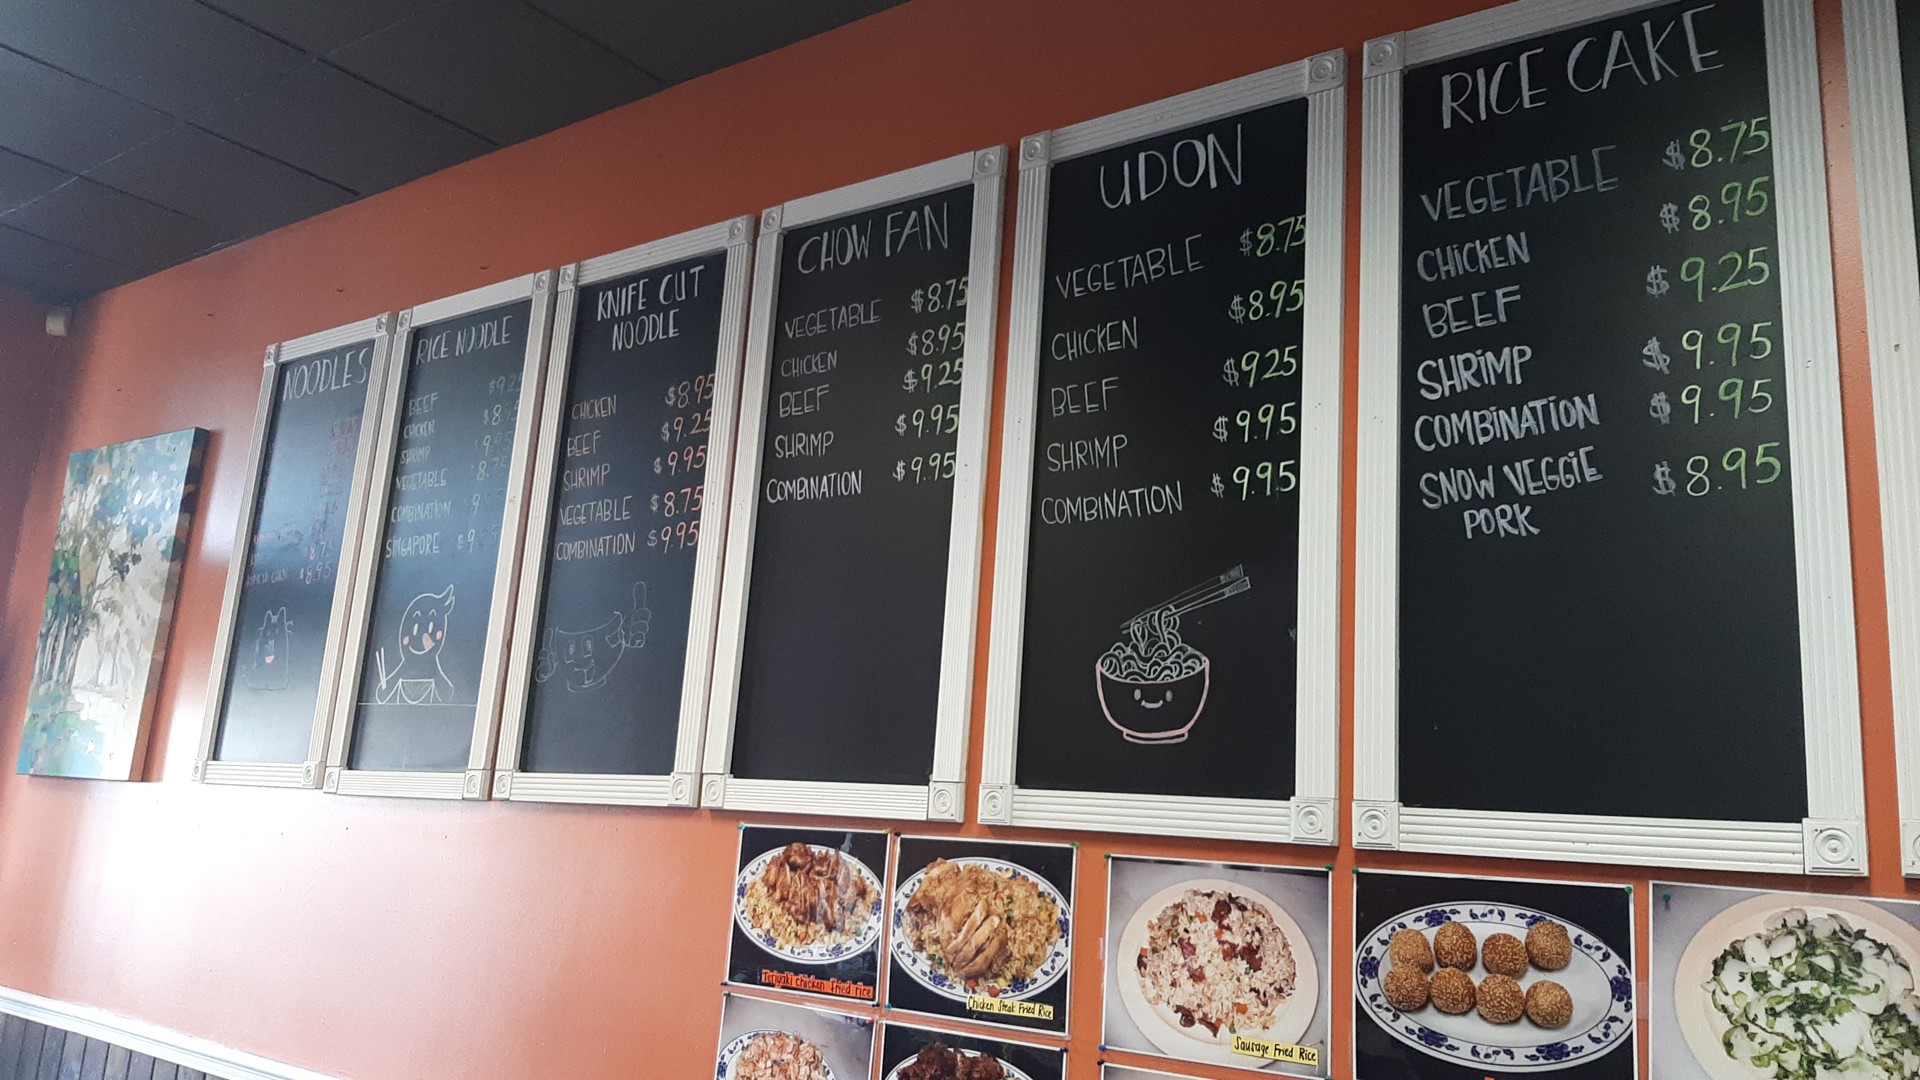 NOODLES
$8.75
$8.95
RICE NOODLE
BEEF
CHICKEN
SHRIMP
VEGETABLE
COMBINATION
SINGAPORE
KNIFE CUT
NOODLE
CHICKEN $8.95
BEEF $9.25
SHRIMP $9.95
VEGETABLE $8.75
COMBINATION $9.95
CHOW FAN
VEGETABLE $8.75
CHICKEN $8.95
BEEF $9.25
SHRIMP $9.95
COMBINATION $9.95
UDON
VEGETABLE $8.75
CHICKEN $8.95
BEEF $9.25
SHRIMP $9.95
COMBINATION $9.95
RICE CAKE
VEGETABLE $8.75
CHICKEN $8.95
BEEF $9.25
SHRIMP $9.95
COMBINATION $9.95
SNOW VEGGIE $8.95
PORK
Teriyaki chicken fried rice
Chicken Steak Fried Rice
Sausage Fried Rice